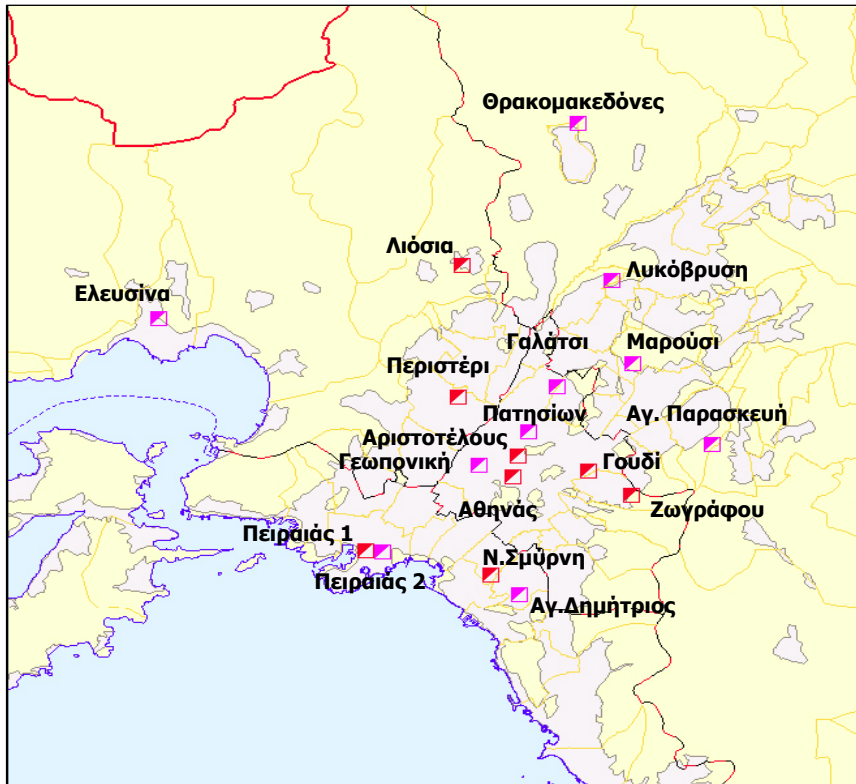 Θρακομακεδόνες
Λιόσια
Λυκόβρυση
Ελευσίνα
Γαλάτσι
Μαρούσι
Περιστέρι
Πατησίων
Αγ. Παρασκευή
Αριστοτέλους
Γεωπονική
Γουδί
Αθηνάς
Ζωγράφου
Πειραιάς 1
Ν.Σμύρνη
Πειραιάς 2
Αγ.Δημήτριος